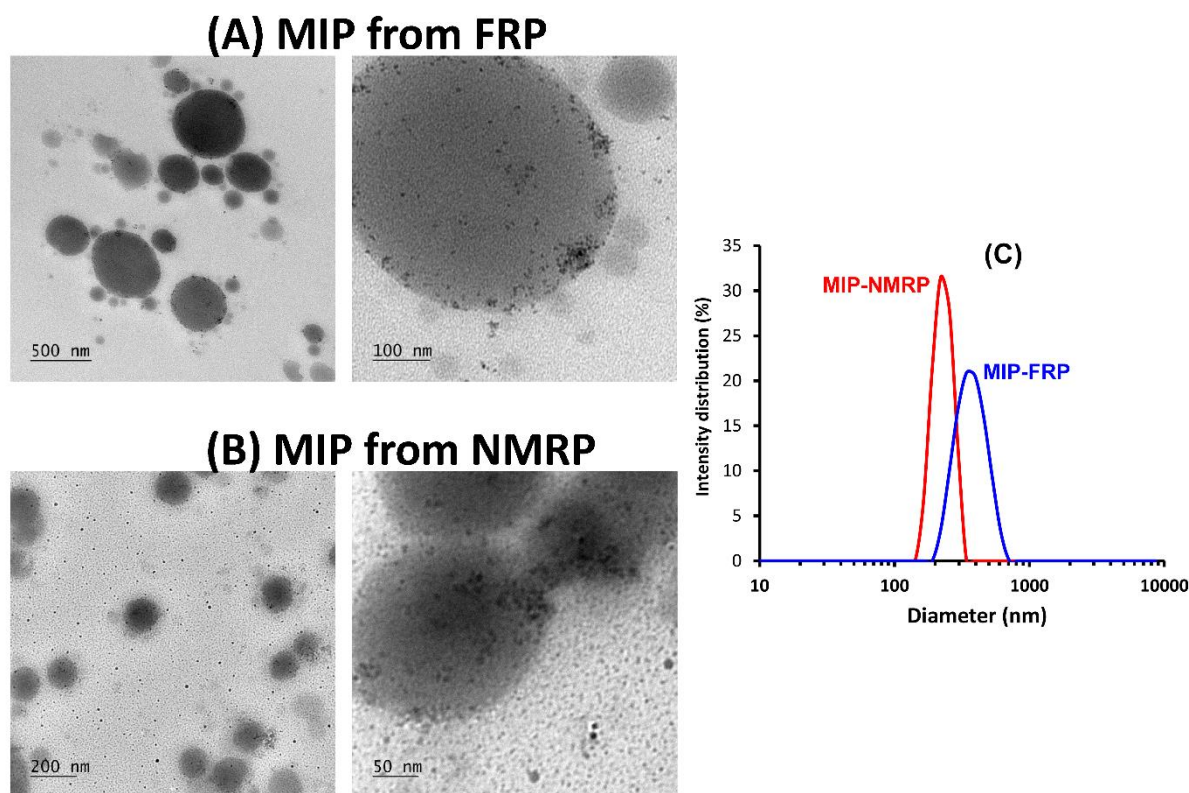 (A) MIP from FRP
500 nm
100 nm
(B) MIP from NMRP
200 nm
50 nm
(C)
MIP-NMRP
MIP-FRP
Intensity distribution (%)
35
30
25
20
15
10
5
0
10
100
1000
10000
Diameter (nm)